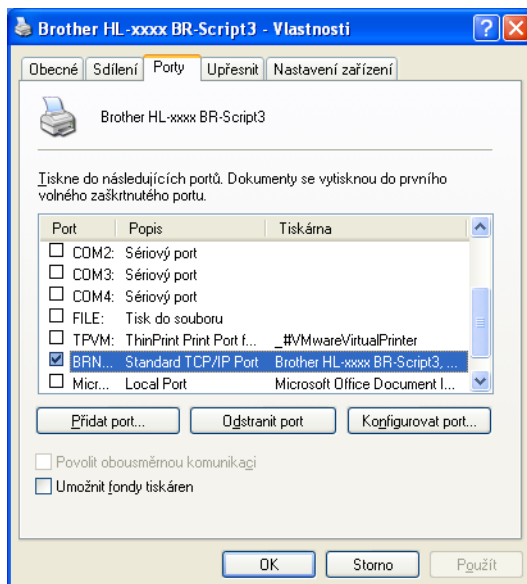 Brother HL-xxxx BR-Script3 - Vlastnosti
Obecné Sdílení Porty Upřesnit Nastavení zařízení
Brother HL-xxxx BR-Script3
Tiskne do následujících portů. Dokumenty se vytisknou do prvního
volného zaškrtnutého portu.
Port Popis Tiskárna
COM2: Sériový port
COM3: Sériový port
COM4: Sériový port
FILE: Tisk do souboru
TPVM: ThinPrint Print Port f... _#VMwareVirtualPrinter
BRN... Standard TCP/IP Port Brother HL-xxxx BR-Script3, ...
Micr... Local Port Microsoft Office Document I...
Přidat port... Odstranit port Konfigurovat port...
Povolit obousměrnou komunikaci
Umožnit fondy tiskáren
OK Storno Použít